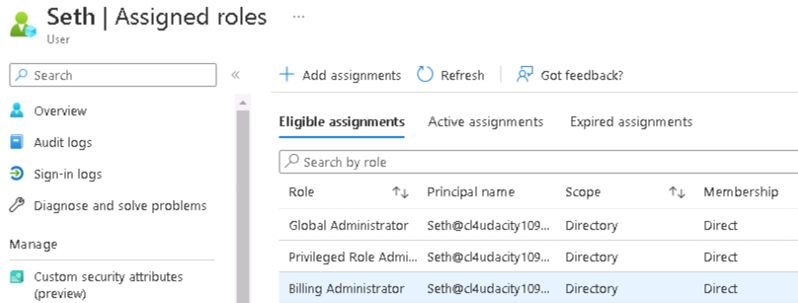 Seth | Assigned roles ...
User
Search «
Overview
Audit logs
Sign-in logs
Diagnose and solve problems
Manage
Custom security attributes
(preview)
+ Add assignments Refresh Got feedback?
Eligible assignments Active assignments Expired assignments
Search by role
Role ↑↓ Principal name Scope ↑↓ Membership
Global Administrator Seth@cl4udacity109... Directory Direct
Privileged Role Admi... Seth@cl4udacity109... Directory Direct
Billing Administrator Seth@cl4udacity109... Directory Direct